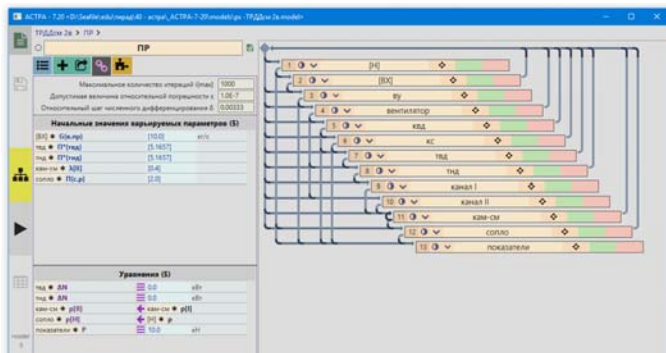 АСТРА - 7.20
ТРДДсм 2в > ПР >
ПР
Максимальное количество итераций I(max) 1000
Допустимая величина относительной погрешности ε 1.0E-7
Относительный шаг численного дифференцирования δ 0.00333
Начальные значения варьируемых параметров (5)
[ВХ] G(в.пр) [10.0] кг/с
твд П*(твд) [5.1657]
тнд П*(тнд) [5.1657]
кам-см λ[II] [0.4]
сопло П(с.р) [2.0]
Уравнения (5)
твд ΔN 0.0 кВт
тнд ΔN 0.0 кВт
кам-см p[II] кам-см p[I]
сопло p[Н] [Н] p
показатели P 10.0 кН
1 [Н]
2 [ВХ]
3 ву
4 вентилятор
5 квд
6 кс
7 твд
8 тнд
9 канал I
10 канал II
11 кам-см
12 сопло
13 показатели
model